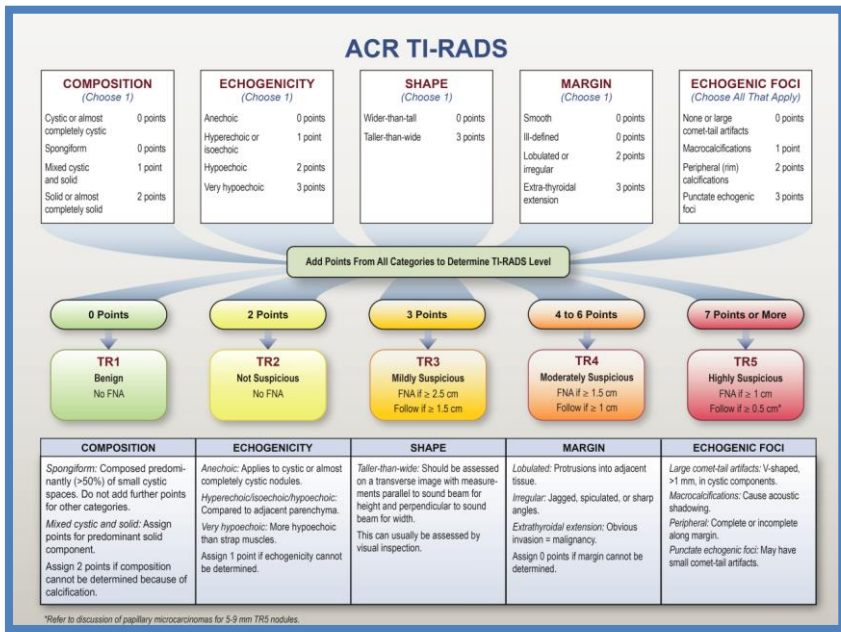 ACR TI-RADS
COMPOSITION
(Choose 1)
Cystic or almost completely cystic 0 points
Spongiform 0 points
Mixed cystic and solid 1 point
Solid or almost completely solid 2 points
ECHOGENICITY
(Choose 1)
Anechoic 0 points
Hyperechoic or isoechoic 1 point
Hypoechoic 2 points
Very hypoechoic 3 points
SHAPE
(Choose 1)
Wider-than-tall 0 points
Taller-than-wide 3 points
MARGIN
(Choose 1)
Smooth 0 points
Ill-defined 0 points
Lobulated or irregular 2 points
Extra-thyroidal extension 3 points
ECHOGENIC FOCI
(Choose All That Apply)
None or large comet-tail artifacts 0 points
Macrocalcifications 1 point
Peripheral (rim) calcifications 2 points
Punctate echogenic foci 3 points
Add Points From All Categories to Determine TI-RADS Level
0 Points
2 Points
3 Points
4 to 6 Points
7 Points or More
TR1
Benign
No FNA
TR2
Not Suspicious
No FNA
TR3
Mildly Suspicious
FNA if ≥ 2.5 cm
Follow if ≥ 1.5 cm
TR4
Moderately Suspicious
FNA if ≥ 1.5 cm
Follow if ≥ 1 cm
TR5
Highly Suspicious
FNA if ≥ 1 cm
Follow if ≥ 0.5 cm*
COMPOSITION
Spongiform: Composed predomi-
nantly (>50%) of small cystic
spaces. Do not add further points
for other categories.
Mixed cystic and solid: Assign
points for predominant solid
component.
Assign 2 points if composition
cannot be determined because of
calcification.
ECHOGENICITY
Anechoic: Applies to cystic or almost
completely cystic nodules.
Hyperechoic/isoechoic/hypoechoic:
Compared to adjacent parenchyma.
Very hypoechoic: More hypoechoic
than strap muscles.
Assign 1 point if echogenicity cannot
be determined.
SHAPE
Taller-than-wide: Should be assessed
on a transverse image with measure-
ments parallel to sound beam for
height and perpendicular to sound
beam for width.
This can usually be assessed by
visual inspection.
MARGIN
Lobulated: Protrusions into adjacent
tissue.
Irregular: Jagged, spiculated, or sharp
angles.
Extrathyroidal extension: Obvious
invasion = malignancy.
Assign 0 points if margin cannot be
determined.
ECHOGENIC FOCI
Large comet-tail artifacts: V-shaped,
>1 mm, in cystic components.
Macrocalcifications: Cause acoustic
shadowing.
Peripheral: Complete or incomplete
along margin.
Punctate echogenic foci: May have
small comet-tail artifacts.
*Refer to discussion of papillary microcarcinomas for 5-9 mm TR5 nodules.